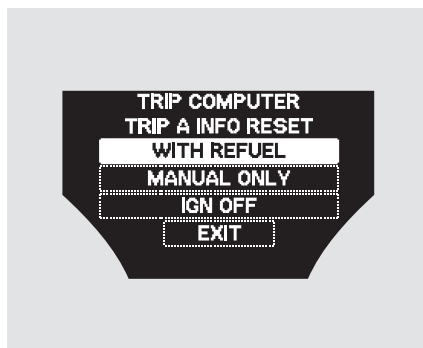 TRIP COMPUTER
TRIP A INFO RESET
WITH REFUEL
MANUAL ONLY
IGN OFF
EXIT